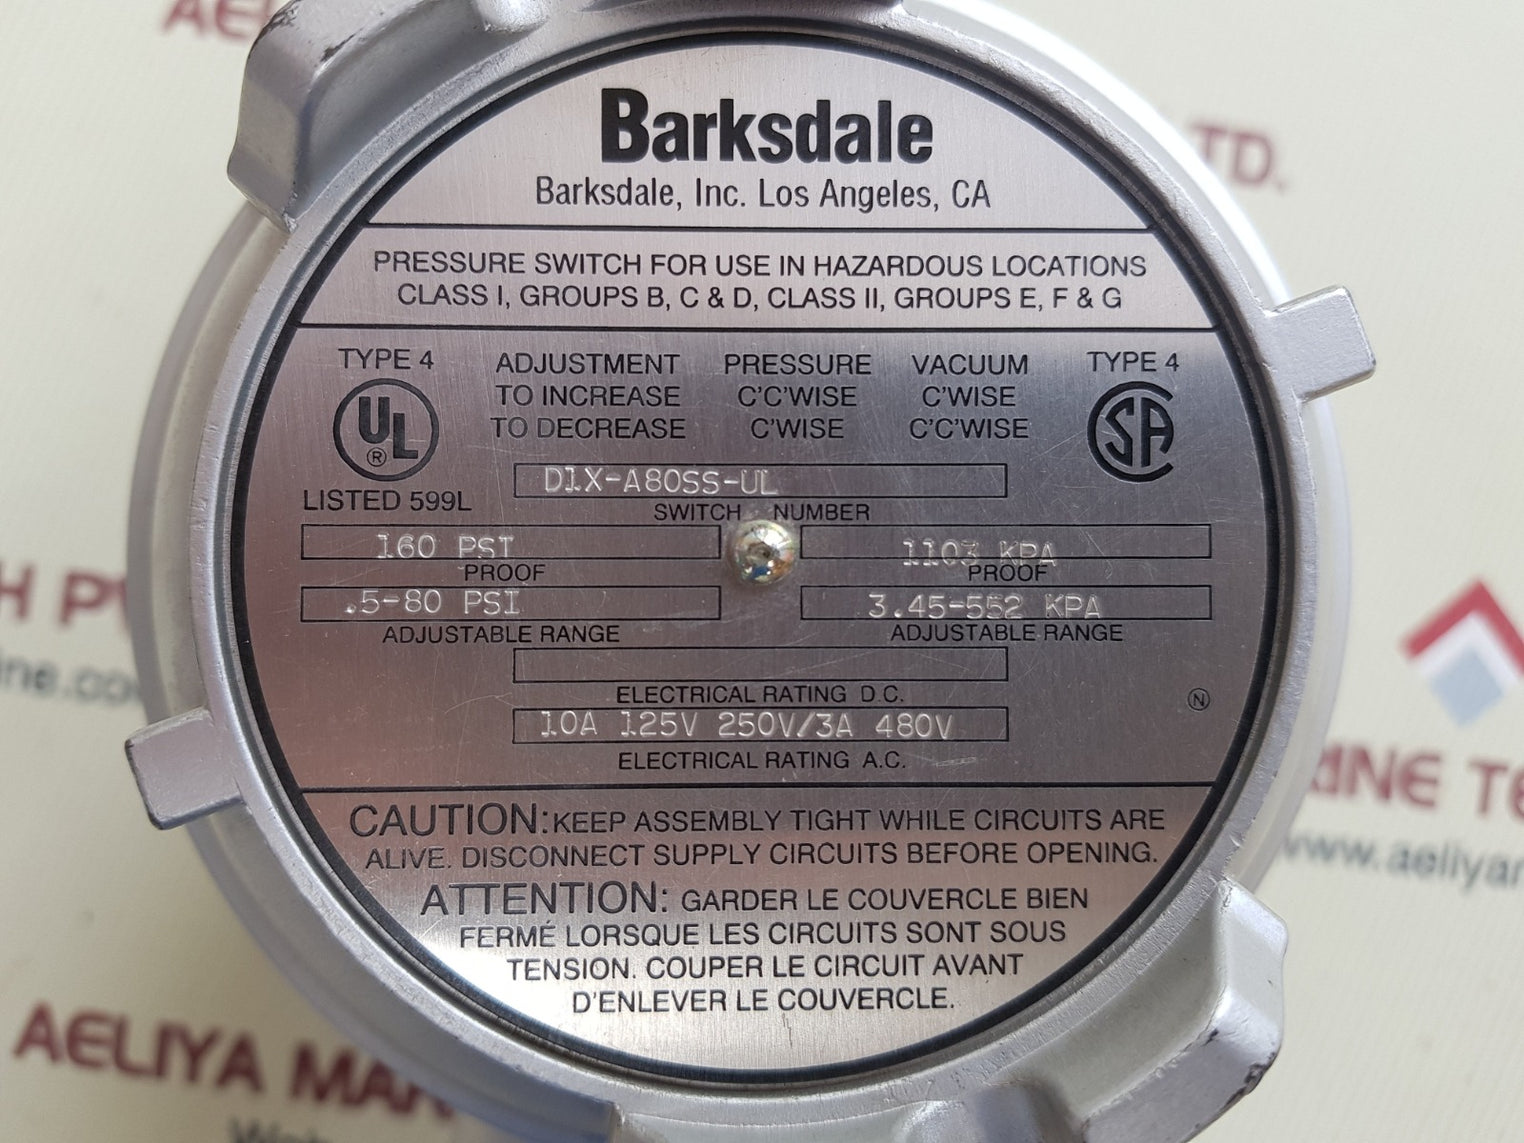 Barksdale
Barksdale, Inc. Los Angeles, CA
PRESSURE SWITCH FOR USE IN HAZARDOUS LOCATIONS
CLASS I, GROUPS B, C & D, CLASS II, GROUPS E, F & G
TYPE 4 ADJUSTMENT PRESSURE VACUUM TYPE 4
TO INCREASE C'C'WISE C'WISE
TO DECREASE C'WISE C'C'WISE
UL ®
SA
LISTED 599L
D1X-A80SS-UL
SWITCH NUMBER
160 PSI 1103 KPA
PROOF PROOF
.5-80 PSI 3.45-552 KPA
ADJUSTABLE RANGE ADJUSTABLE RANGE
ELECTRICAL RATING D.C.
N
10A 125V 250V/3A 480V
ELECTRICAL RATING A.C.
CAUTION: KEEP ASSEMBLY TIGHT WHILE CIRCUITS ARE
ALIVE. DISCONNECT SUPPLY CIRCUITS BEFORE OPENING.
ATTENTION: GARDER LE COUVERCLE BIEN
FERMÉ LORSQUE LES CIRCUITS SONT SOUS
TENSION. COUPER LE CIRCUIT AVANT
D'ENLEVER LE COUVERCLE.
TD.
www.aeliya
AELIYA MAR